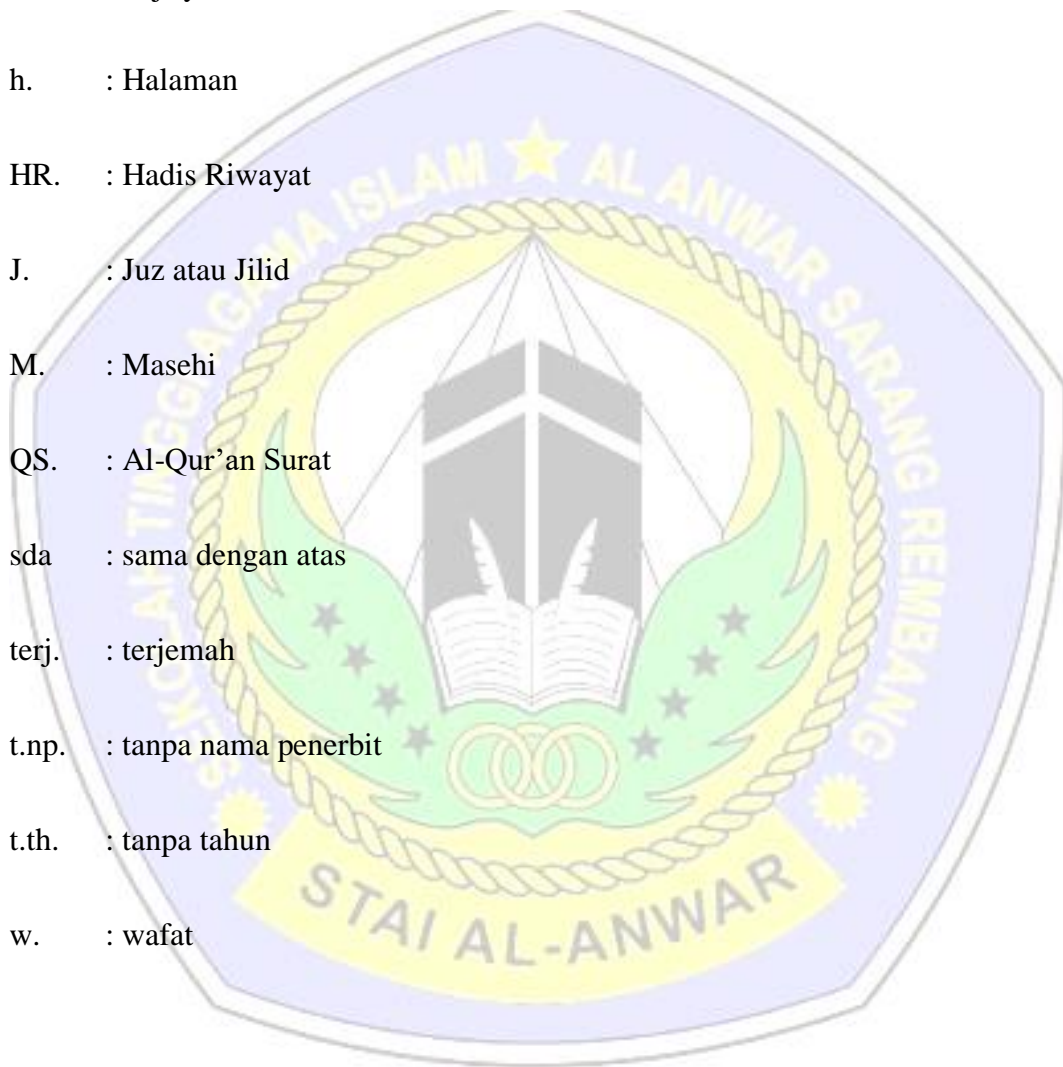 h. : Halaman
HR. : Hadis Riwayat
J. : Juz atau Jilid
M. : Masehi
QS. : Al-Qur’an Surat
sda : sama dengan atas
terj. : terjemah
t.np. : tanpa nama penerbit
t.th. : tanpa tahun
w. : wafat
SEKOLAH TINGGI AGAMA ISLAM AL ANWAR SARANG REMBANG
STAI AL-ANWAR